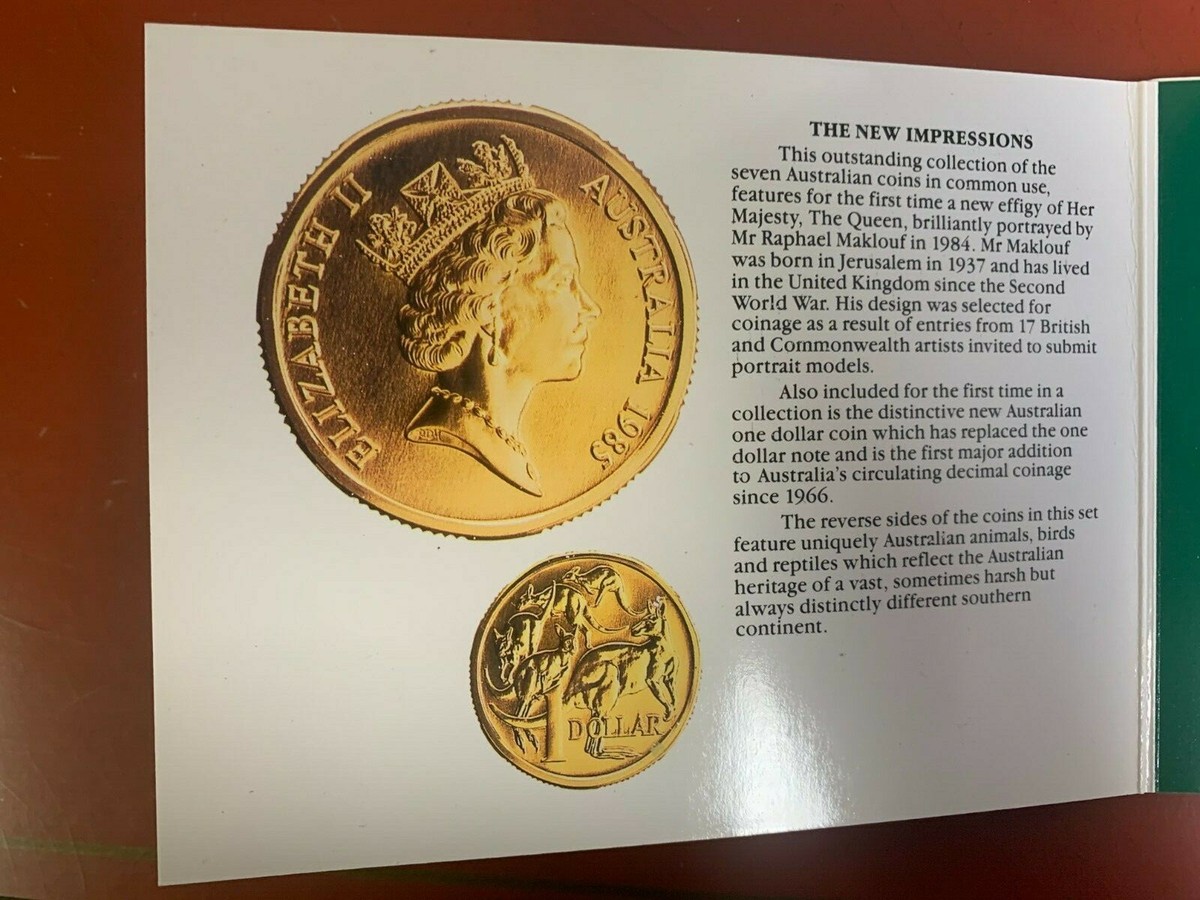 ELIZABETH II
AUSTRALIA 1985
RDM
1 DOLLAR
THE NEW IMPRESSIONS
This outstanding collection of the
seven Australian coins in common use,
features for the first time a new effigy of Her
Majesty, The Queen, brilliantly portrayed by
Mr Raphael Maklouf in 1984. Mr Maklouf
was born in Jerusalem in 1937 and has lived
in the United Kingdom since the Second
World War. His design was selected for
coinage as a result of entries from 17 British
and Commonwealth artists invited to submit
portrait models.
Also included for the first time in a
collection is the distinctive new Australian
one dollar coin which has replaced the one
dollar note and is the first major addition
to Australia's circulating decimal coinage
since 1966.
The reverse sides of the coins in this set
feature uniquely Australian animals, birds
and reptiles which reflect the Australian
heritage of a vast, sometimes harsh but
always distinctly different southern
continent.